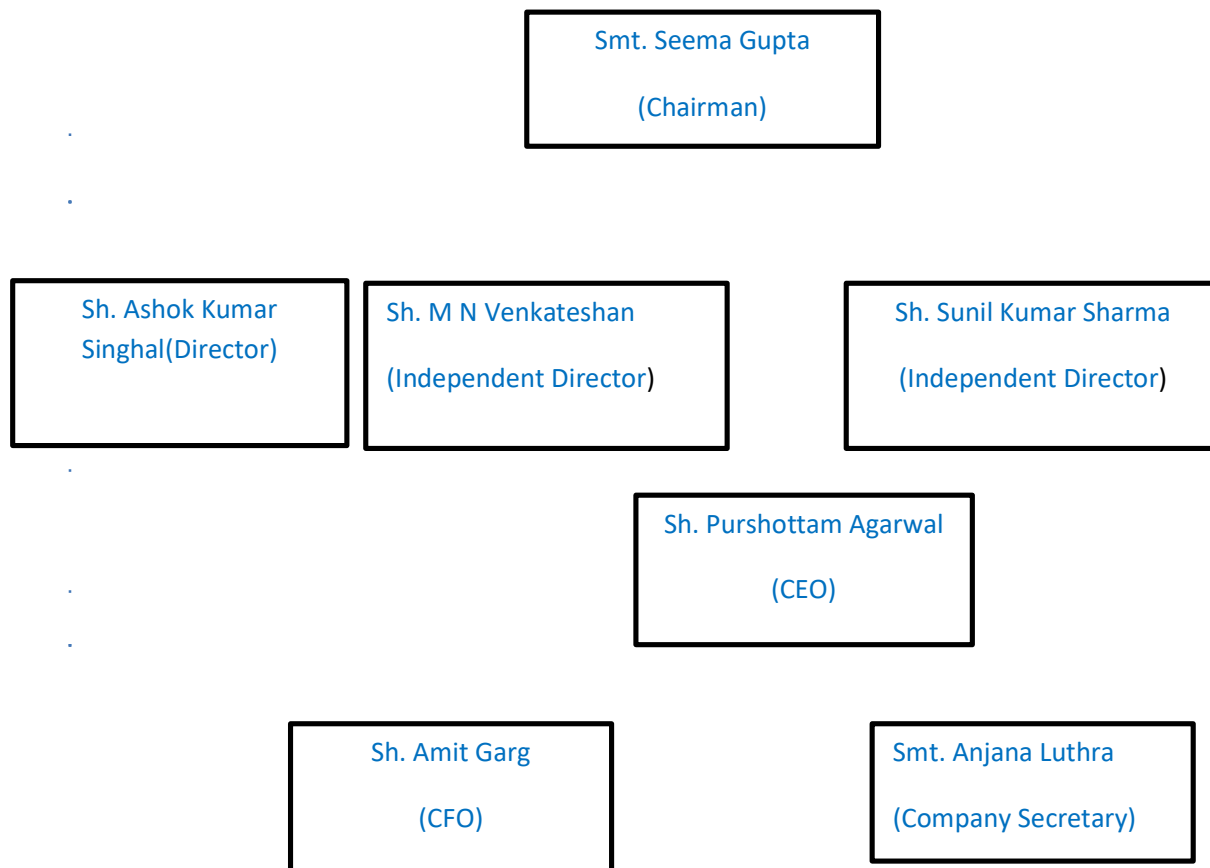 Smt. Seema Gupta
(Chairman)
Sh. Ashok Kumar
Singhal(Director)
Sh. M N Venkateshan
(Independent Director)
Sh. Sunil Kumar Sharma
(Independent Director)
Sh. Purshottam Agarwal
(CEO)
Sh. Amit Garg
(CFO)
Smt. Anjana Luthra
(Company Secretary)